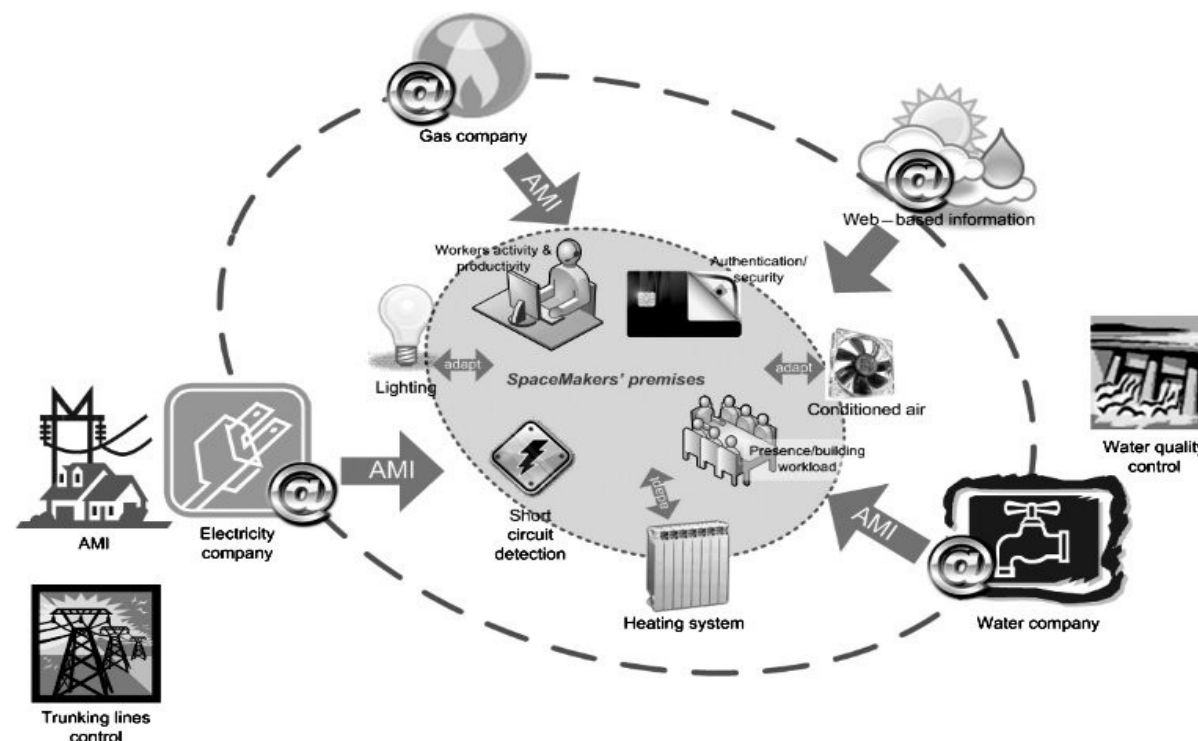 Gas company
AMI
Web–based information
Workers activity &
productivity
Authentication/
security
Lighting
adapt
SpaceMakers' premises
adapt
Conditioned air
Water quality
control
Presence/building
workload
AMI
AMI
Electricity
company
Short
circuit
detection
adapt
AMI
Heating system
Water company
Trunking lines
control